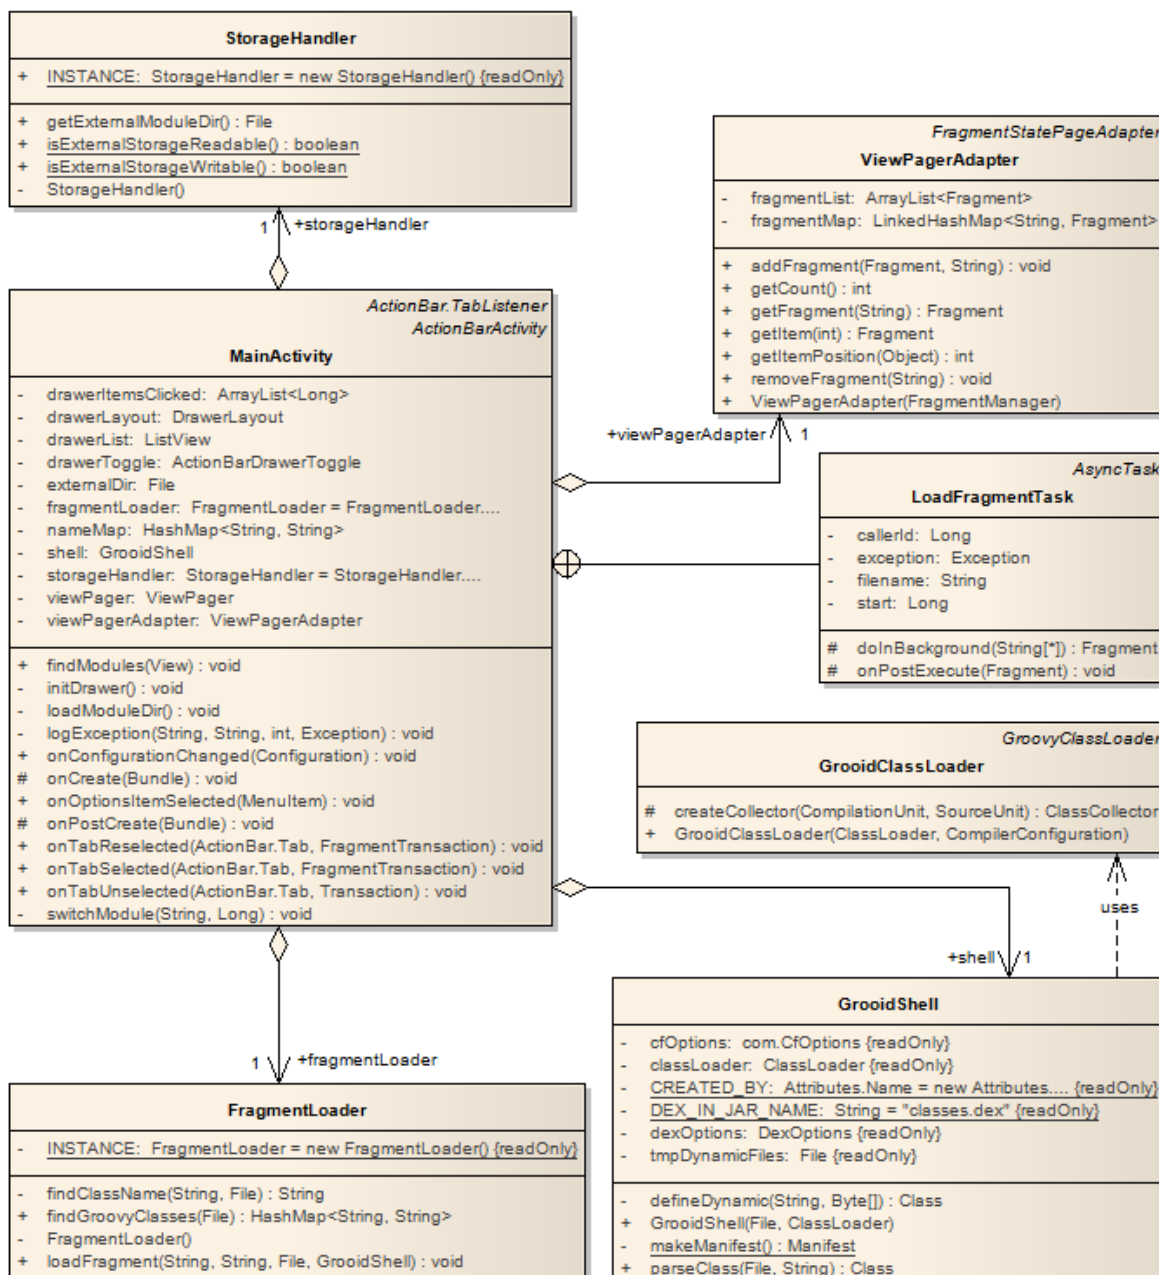 StorageHandler
+ INSTANCE: StorageHandler = new StorageHandler() {readOnly}
+ getExternalModuleDir() : File
+ isExternalStorageReadable() : boolean
+ isExternalStorageWritable() : boolean
- StorageHandler()
1 +storageHandler
FragmentStatePageAdapter
ViewPagerAdapter
- fragmentList: ArrayList<Fragment>
- fragmentMap: LinkedHashMap<String, Fragment>
+ addFragment(Fragment, String) : void
+ getCount() : int
+ getFragment(String) : Fragment
+ getItem(int) : Fragment
+ getItemPosition(Object) : int
+ removeFragment(String) : void
+ ViewPagerAdapter(FragmentManager)
+viewPagerAdapter 1
ActionBar.TabListener
ActionBarActivity
MainActivity
- drawerItemsClicked: ArrayList<Long>
- drawerLayout: DrawerLayout
- drawerList: ListView
- drawerToggle: ActionBarDrawerToggle
- externalDir: File
- fragmentLoader: FragmentLoader = FragmentLoader....
- nameMap: HashMap<String, String>
- shell: GrooidShell
- storageHandler: StorageHandler = StorageHandler....
- viewPager: ViewPager
- viewPagerAdapter: ViewPagerAdapter
+ findModules(View) : void
- initDrawer() : void
- loadModuleDir() : void
- logException(String, String, int, Exception) : void
+ onConfigurationChanged(Configuration) : void
# onCreate(Bundle) : void
+ onOptionsItemSelected(MenuItem) : void
# onPostCreate(Bundle) : void
+ onTabReselected(ActionBar.Tab, FragmentTransaction) : void
+ onTabSelected(ActionBar.Tab, FragmentTransaction) : void
+ onTabUnselected(ActionBar.Tab, Transaction) : void
- switchModule(String, Long) : void
AsyncTask
LoadFragmentTask
- callerId: Long
- exception: Exception
- filename: String
- start: Long
# doInBackground(String[*]) : Fragment
# onPostExecute(Fragment) : void
GroovyClassLoader
GrooidClassLoader
# createCollector(CompilationUnit, SourceUnit) : ClassCollector
+ GrooidClassLoader(ClassLoader, CompilerConfiguration)
uses
+shell 1
GrooidShell
- cfOptions: com.CfOptions {readOnly}
- classLoader: ClassLoader {readOnly}
- CREATED_BY: Attributes.Name = new Attributes.... {readOnly}
- DEX_IN_JAR_NAME: String = "classes.dex" {readOnly}
- dexOptions: DexOptions {readOnly}
- tmpDynamicFiles: File {readOnly}
- defineDynamic(String, Byte[]) : Class
+ GrooidShell(File, ClassLoader)
- makeManifest() : Manifest
+ parseClass(File, String) : Class
1 +fragmentLoader
FragmentLoader
- INSTANCE: FragmentLoader = new FragmentLoader() {readOnly}
- findClassName(String, File) : String
+ findGroovyClasses(File) : HashMap<String, String>
- FragmentLoader()
+ loadFragment(String, String, File, GrooidShell) : void